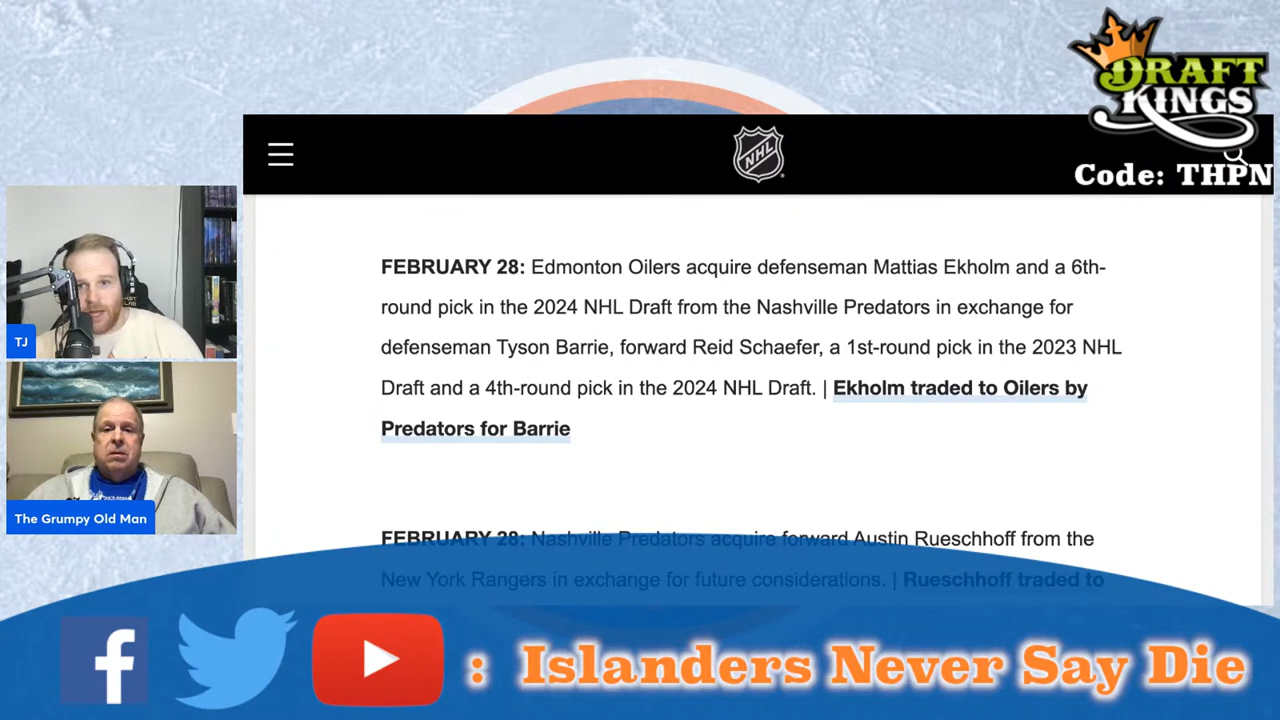 DRAFT
KINGS
NHL
Code: THPN
FEBRUARY 28: Edmonton Oilers acquire defenseman Mattias Ekholm and a 6th-
round pick in the 2024 NHL Draft from the Nashville Predators in exchange for
defenseman Tyson Barrie, forward Reid Schaefer, a 1st-round pick in the 2023 NHL
Draft and a 4th-round pick in the 2024 NHL Draft. | Ekholm traded to Oilers by
Predators for Barrie
TJ
The Grumpy Old Man
FEBRUARY 28: Nashville Predators acquire forward Austin Rueschhoff from the
New York Rangers in exchange for future considerations. | Rueschhoff traded to
f
: Islanders Never Say Die